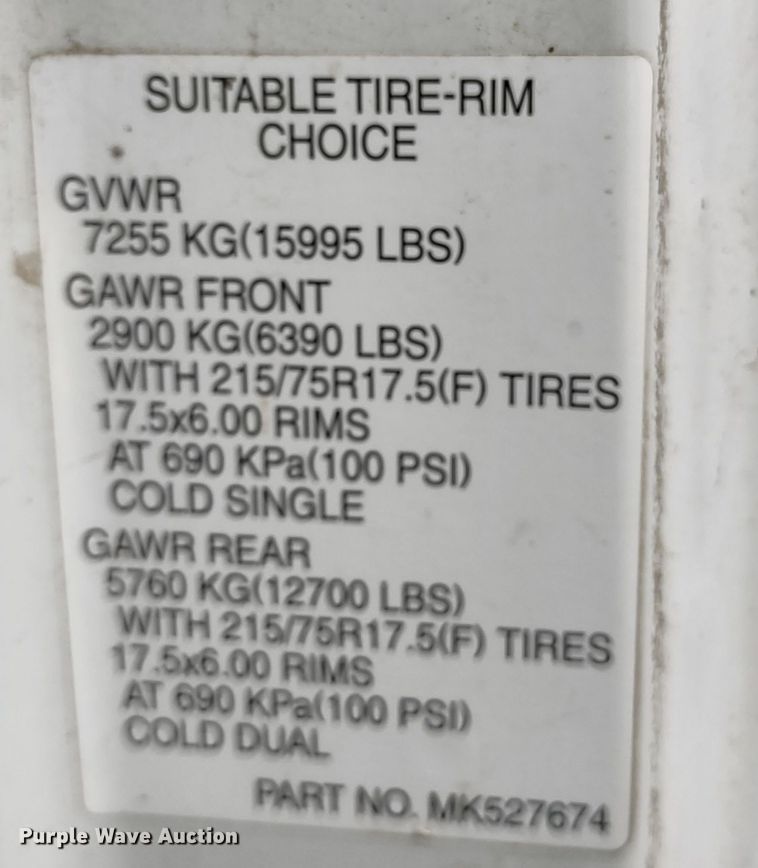 SUITABLE TIRE-RIM
CHOICE
GVWR
7255 KG(15995 LBS)
GAWR FRONT
2900 KG(6390 LBS)
WITH 215/75R17.5(F) TIRES
17.5x6.00 RIMS
AT 690 KPa(100 PSI)
COLD SINGLE
GAWR REAR
5760 KG(12700 LBS)
WITH 215/75R17.5(F) TIRES
17.5x6.00 RIMS
AT 690 KPa(100 PSI)
COLD DUAL
PART NO. MK527674
Purple Wave Auction